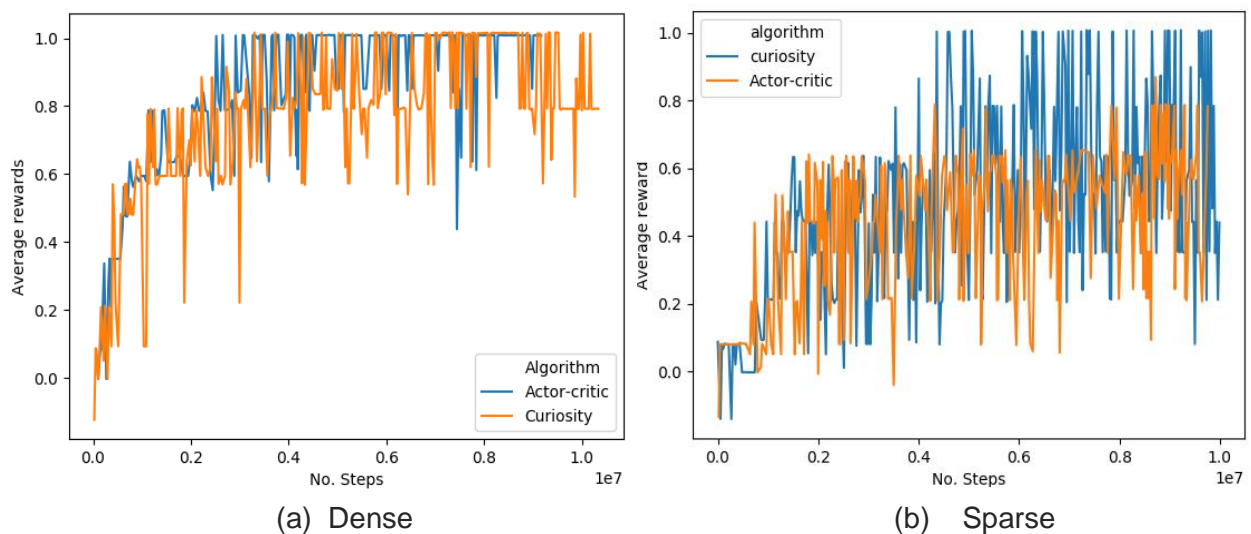 1.0
0.8
0.6
0.4
0.2
0.0
Average rewards
Algorithm
Actor-critic
Curiosity
0.0 0.2 0.4 0.6 0.8 1.0
1e7
No. Steps
(a) Dense
1.0
0.8
0.6
0.4
0.2
0.0
Average reward
algorithm
curiosity
Actor-critic
0.0 0.2 0.4 0.6 0.8 1.0
1e7
No. Steps
(b) Sparse